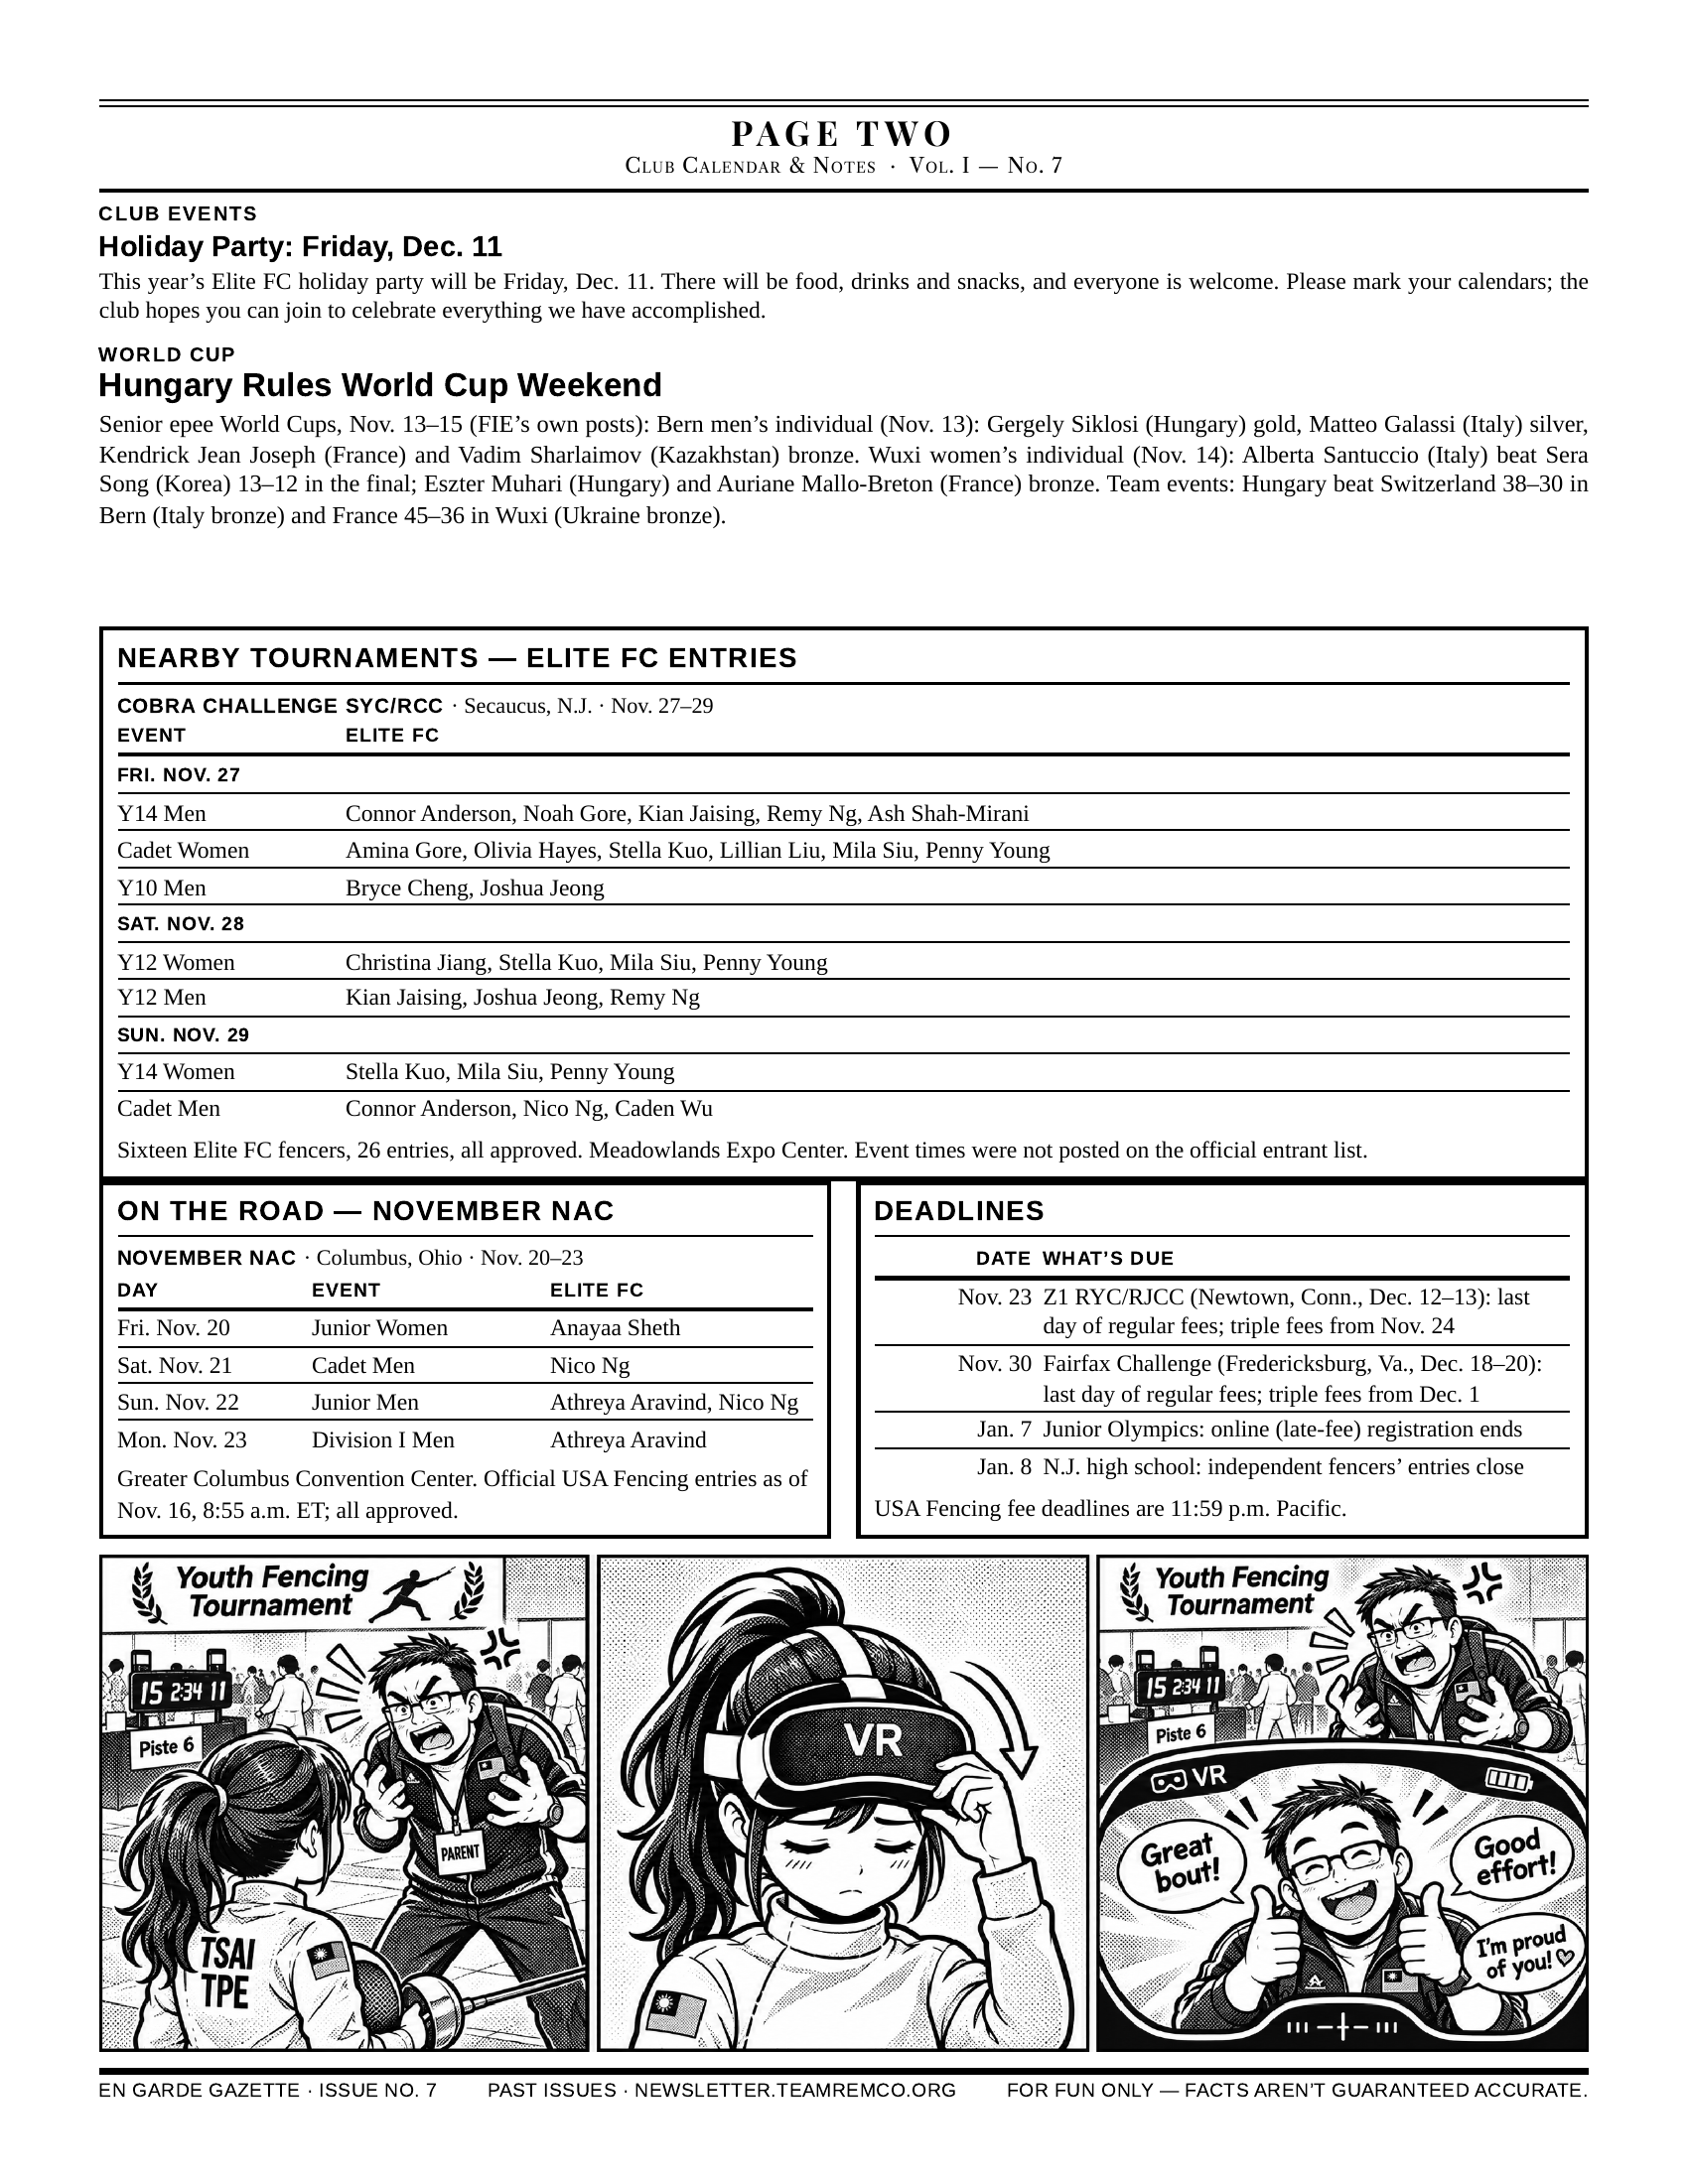 PAGE TWO
Club Calendar & Notes · Vol. I — No. 7
CLUB EVENTS
Holiday Party: Friday, Dec. 11
This year’s Elite FC holiday party will be Friday, Dec. 11. There will be food, drinks and snacks, and everyone is welcome. Please mark your calendars; the
club hopes you can join to celebrate everything we have accomplished.
WORLD CUP
Hungary Rules World Cup Weekend
Senior epee World Cups, Nov. 13–15 (FIE’s own posts): Bern men’s individual (Nov. 13): Gergely Siklosi (Hungary) gold, Matteo Galassi (Italy) silver,
Kendrick Jean Joseph (France) and Vadim Sharlaimov (Kazakhstan) bronze. Wuxi women’s individual (Nov. 14): Alberta Santuccio (Italy) beat Sera
Song (Korea) 13–12 in the final; Eszter Muhari (Hungary) and Auriane Mallo-Breton (France) bronze. Team events: Hungary beat Switzerland 38–30 in
Bern (Italy bronze) and France 45–36 in Wuxi (Ukraine bronze).
NEARBY TOURNAMENTS — ELITE FC ENTRIES
COBRA CHALLENGE SYC/RCC · Secaucus, N.J. · Nov. 27–29
EVENT ELITE FC
FRI. NOV. 27
Y14 Men Connor Anderson, Noah Gore, Kian Jaising, Remy Ng, Ash Shah-Mirani
Cadet Women Amina Gore, Olivia Hayes, Stella Kuo, Lillian Liu, Mila Siu, Penny Young
Y10 Men Bryce Cheng, Joshua Jeong
SAT. NOV. 28
Y12 Women Christina Jiang, Stella Kuo, Mila Siu, Penny Young
Y12 Men Kian Jaising, Joshua Jeong, Remy Ng
SUN. NOV. 29
Y14 Women Stella Kuo, Mila Siu, Penny Young
Cadet Men Connor Anderson, Nico Ng, Caden Wu
Sixteen Elite FC fencers, 26 entries, all approved. Meadowlands Expo Center. Event times were not posted on the official entrant list.
ON THE ROAD — NOVEMBER NAC
NOVEMBER NAC · Columbus, Ohio · Nov. 20–23
DAY EVENT ELITE FC
Fri. Nov. 20 Junior Women Anayaa Sheth
Sat. Nov. 21 Cadet Men Nico Ng
Sun. Nov. 22 Junior Men Athreya Aravind, Nico Ng
Mon. Nov. 23 Division I Men Athreya Aravind
Greater Columbus Convention Center. Official USA Fencing entries as of
Nov. 16, 8:55 a.m. ET; all approved.
DEADLINES
DATE WHAT’S DUE
Nov. 23 Z1 RYC/RJCC (Newtown, Conn., Dec. 12–13): last
day of regular fees; triple fees from Nov. 24
Nov. 30 Fairfax Challenge (Fredericksburg, Va., Dec. 18–20):
last day of regular fees; triple fees from Dec. 1
Jan. 7 Junior Olympics: online (late-fee) registration ends
Jan. 8 N.J. high school: independent fencers’ entries close
USA Fencing fee deadlines are 11:59 p.m. Pacific.
Youth Fencing
Tournament
15 2:34 11
Piste 6
PARENT
TSAI
TPE
VR
Youth Fencing
Tournament
15 2:34 11
Piste 6
VR
Great
bout!
Good
effort!
I’m proud
of you! ♡
EN GARDE GAZETTE · ISSUE NO. 7 PAST ISSUES · NEWSLETTER.TEAMREMCO.ORG FOR FUN ONLY — FACTS AREN’T GUARANTEED ACCURATE.